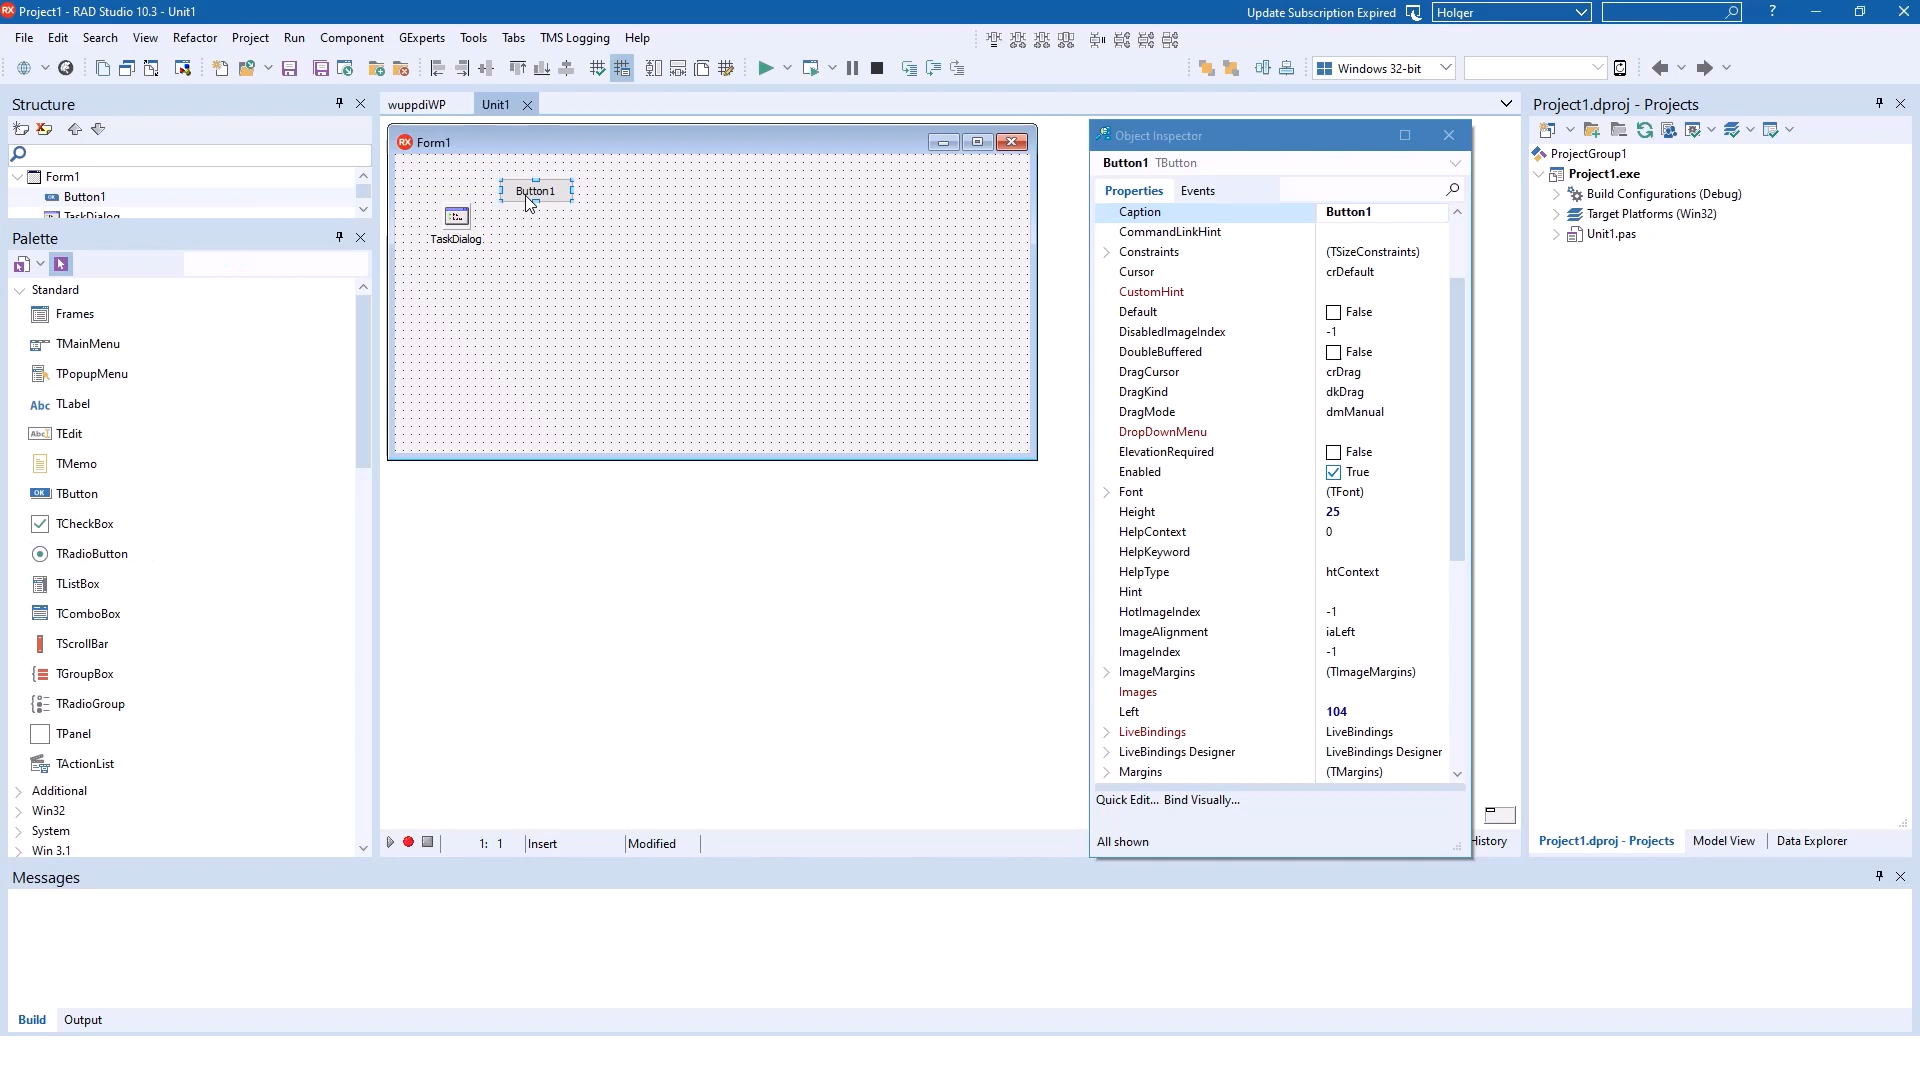 Project1 - RAD Studio 10.3 - Unit1
Update Subscription Expired
Holger
?
File Edit Search View Refactor Project Run Component GExperts Tools Tabs TMS Logging Help
Windows 32-bit
Structure
Form1
Button1
Palette
Standard
Frames
TMainMenu
TPopupMenu
Abc TLabel
TEdit
TMemo
OK TButton
TCheckBox
TRadioButton
TListBox
TComboBox
TScrollBar
TGroupBox
TRadioGroup
TPanel
TActionList
Additional
Win32
System
Win 3.1
wuppdiWP Unit1
RX Form1
Button1
TaskDialog
1: 1 Insert Modified
History
Object Inspector
Button1 TButton
Properties Events
Caption Button1
CommandLinkHint
Constraints (TSizeConstraints)
Cursor crDefault
CustomHint
Default False
DisabledImageIndex -1
DoubleBuffered False
DragCursor crDrag
DragKind dkDrag
DragMode dmManual
DropDownMenu
ElevationRequired False
Enabled True
Font (TFont)
Height 25
HelpContext 0
HelpKeyword
HelpType htContext
Hint
HotImageIndex -1
ImageAlignment iaLeft
ImageIndex -1
ImageMargins (TImageMargins)
Images
Left 104
LiveBindings LiveBindings
LiveBindings Designer LiveBindings Designer
Margins (TMargins)
Quick Edit... Bind Visually...
All shown
Project1.dproj - Projects
ProjectGroup1
Project1.exe
Build Configurations (Debug)
Target Platforms (Win32)
Unit1.pas
Project1.dproj - Projects Model View Data Explorer
Messages
Build Output